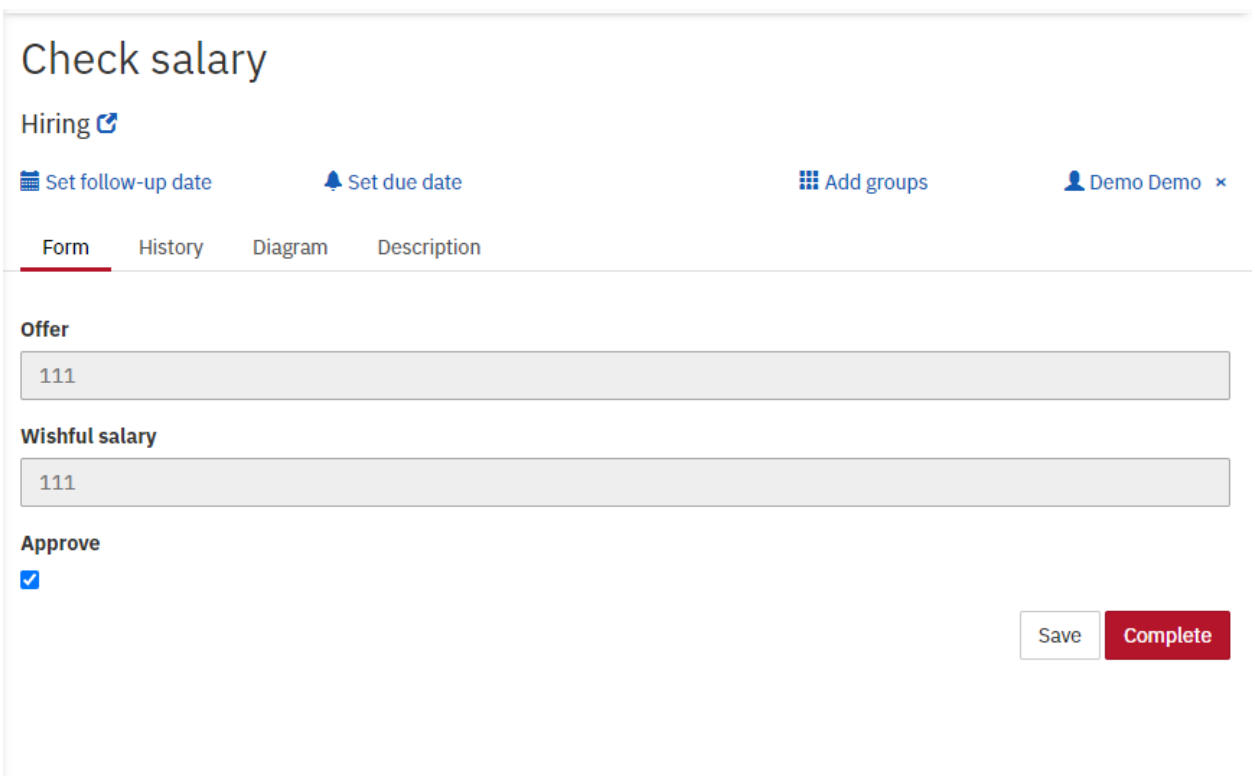 Check salary
Hiring
Set follow-up date Set due date Add groups Demo Demo ×
Form History Diagram Description
Offer
111
Wishful salary
111
Approve
Save Complete